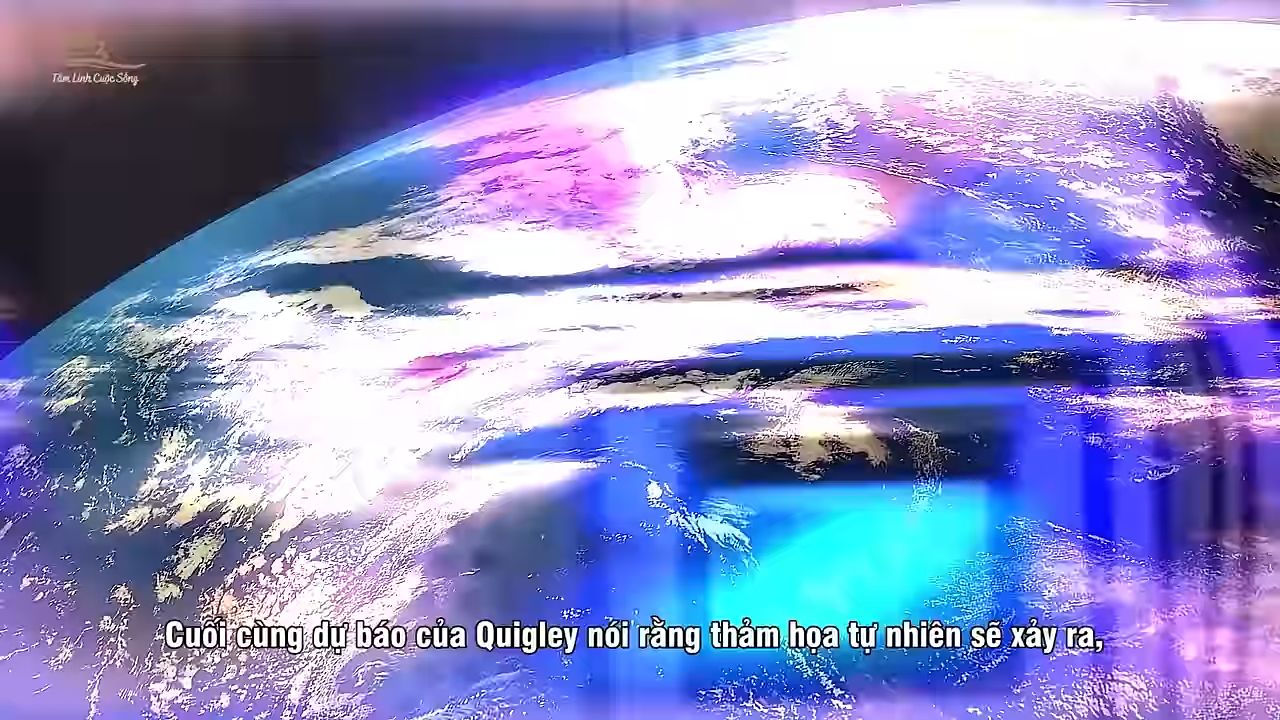 Tâm Linh Cuộc Sống
Cuối cùng dự báo của Quigley nói rằng thảm họa tự nhiên sẽ xảy ra,